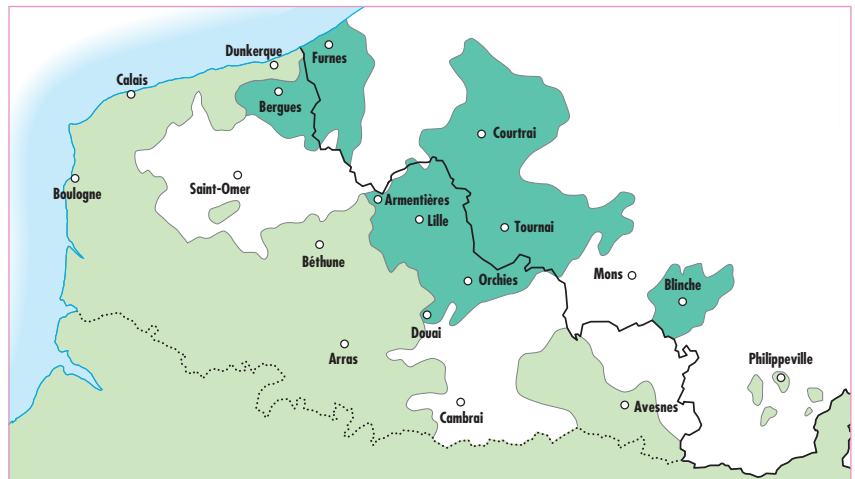 Dunkerque
Furnes
Calais
Bergues
Courtrai
Boulogne
Saint-Omer
Armentières
Lille
Tournai
Béthune
Orchies
Mons
Blinche
Douai
Arras
Philippeville
Cambrai
Avesnes